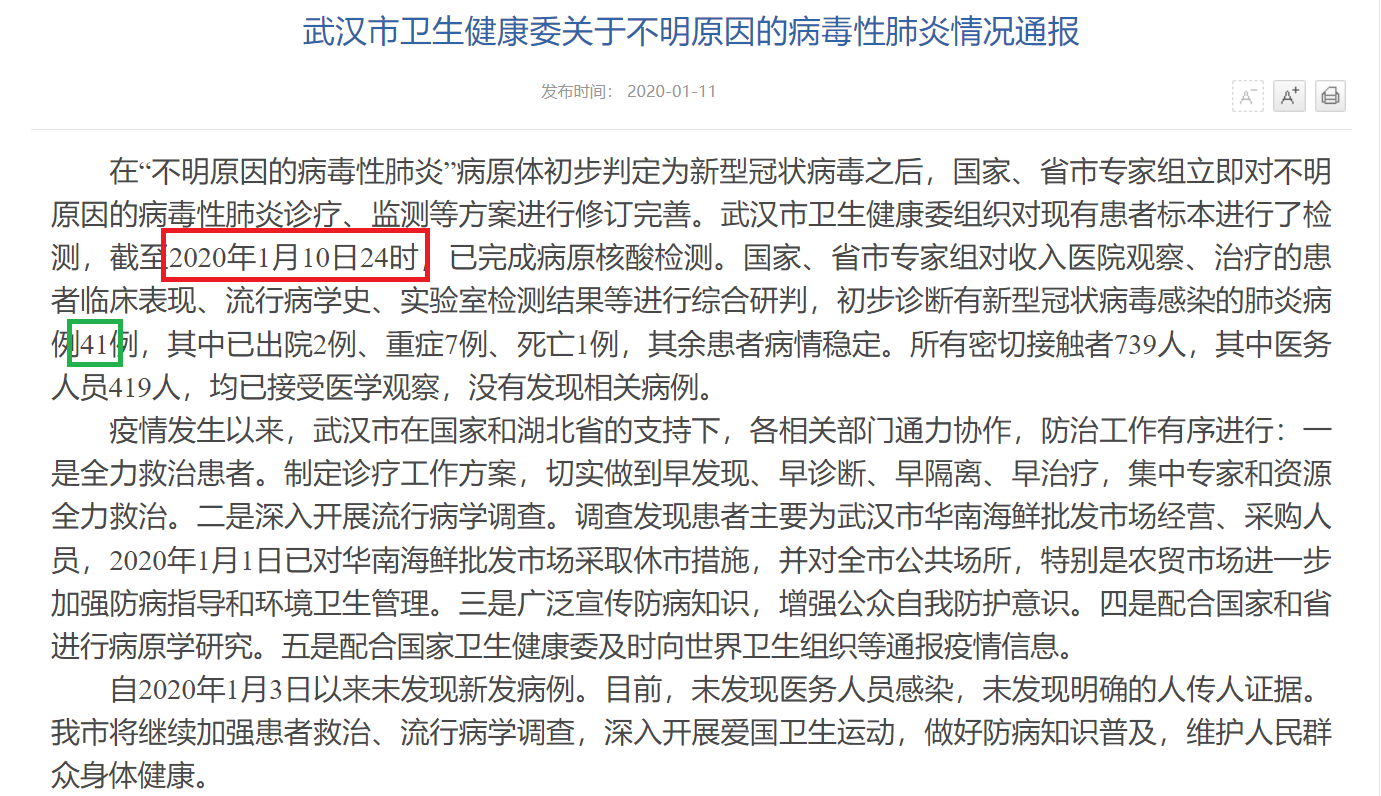 武汉市卫生健康委关于不明原因的病毒性肺炎情况通报
发布时间： 2020-01-11
A-
A+
在“不明原因的病毒性肺炎”病原体初步判定为新型冠状病毒之后，国家、省市专家组立即对不明
原因的病毒性肺炎诊疗、监测等方案进行修订完善。武汉市卫生健康委组织对现有患者标本进行了检
测，截至2020年1月10日24时，已完成病原核酸检测。国家、省市专家组对收入医院观察、治疗的患
者临床表现、流行病学史、实验室检测结果等进行综合研判，初步诊断有新型冠状病毒感染的肺炎病
例41例，其中已出院2例、重症7例、死亡1例，其余患者病情稳定。所有密切接触者739人，其中医务
人员419人，均已接受医学观察，没有发现相关病例。
疫情发生以来，武汉市在国家和湖北省的支持下，各相关部门通力协作，防治工作有序进行：一
是全力救治患者。制定诊疗工作方案，切实做到早发现、早诊断、早隔离、早治疗，集中专家和资源
全力救治。二是深入开展流行病学调查。调查发现患者主要为武汉市华南海鲜批发市场经营、采购人
员，2020年1月1日已对华南海鲜批发市场采取休市措施，并对全市公共场所，特别是农贸市场进一步
加强防病指导和环境卫生管理。三是广泛宣传防病知识，增强公众自我防护意识。四是配合国家和省
进行病原学研究。五是配合国家卫生健康委及时向世界卫生组织等通报疫情信息。
自2020年1月3日以来未发现新发病例。目前，未发现医务人员感染，未发现明确的人传人证据。
我市将继续加强患者救治、流行病学调查，深入开展爱国卫生运动，做好防病知识普及，维护人民群
众身体健康。